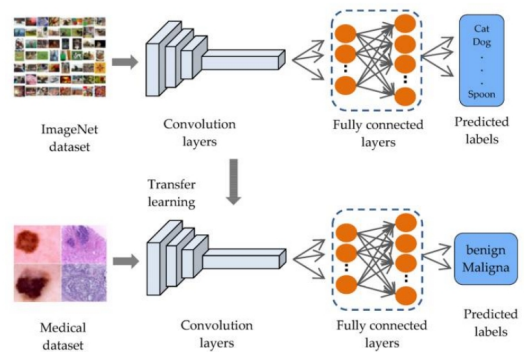 Cat
Dog
.
.
.
Spoon
ImageNet
dataset
Convolution
layers
Fully connected
layers
Predicted
labels
Transfer
learning
benign
Maligna
Medical
dataset
Convolution
layers
Fully connected
layers
Predicted
labels